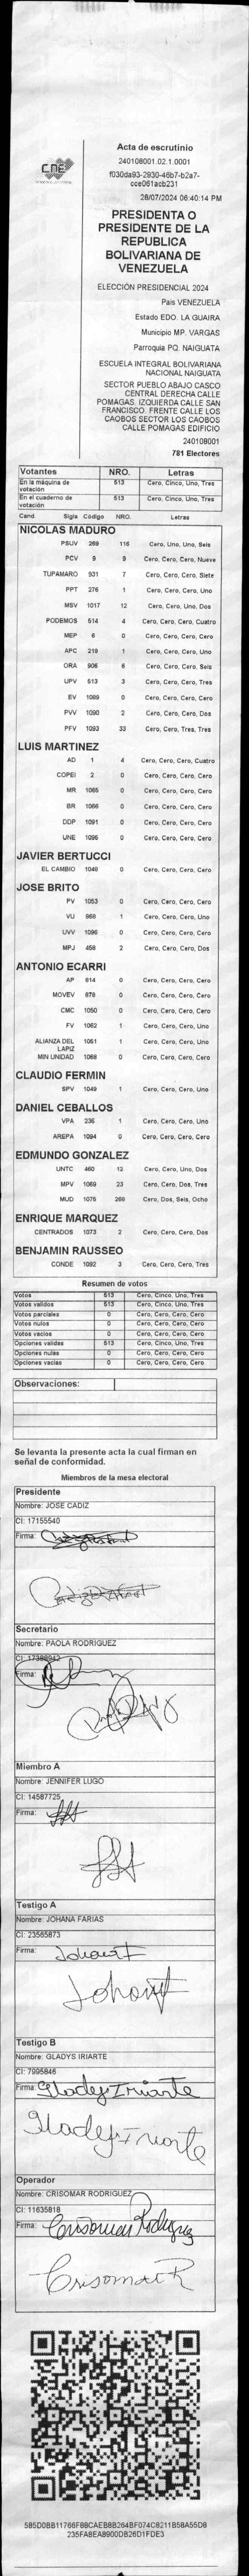 CNE
Acta de escrutinio
240108001.02.1.0001
f030da93-2930-46b7-b2a7-
cce061acb231
28/07/2024 06:40:14 PM
PRESIDENTA O
PRESIDENTE DE LA
REPUBLICA
BOLIVARIANA DE
VENEZUELA
ELECCIÓN PRESIDENCIAL 2024
Pais VENEZUELA
Estado EDO. LA GUAIRA
Municipio MP. VARGAS
Parroquia PQ. NAIGUATA
ESCUELA INTEGRAL BOLIVARIANA
NACIONAL NAIGUATA
SECTOR PUEBLO ABAJO CASCO
CENTRAL DERECHA CALLE
POMAGAS. IZQUIERDA CALLE SAN
FRANCISCO. FRENTE CALLE LOS
CAOBOS SECTOR LOS CAOBOS
CALLE POMAGAS EDIFICIO
240108001
781 Electores
Votantes NRO. Letras
En la máquina de votación 513 Cero, Cinco, Uno, Tres
En el cuaderno de votación 513 Cero, Cinco, Uno, Tres
Cand. Sigla Código NRO. Letras
NICOLAS MADURO
PSUV 269 116 Cero, Uno, Uno, Seis
PCV 9 9 Cero, Cero, Cero, Nueve
TUPAMARO 931 7 Cero, Cero, Cero, Siete
PPT 276 1 Cero, Cero, Cero, Uno
MSV 1017 12 Cero, Cero, Uno, Dos
PODEMOS 514 4 Cero, Cero, Cero, Cuatro
MEP 6 0 Cero, Cero, Cero, Cero
APC 219 1 Cero, Cero, Cero, Uno
ORA 906 6 Cero, Cero, Cero, Seis
UPV 513 3 Cero, Cero, Cero, Tres
EV 1089 0 Cero, Cero, Cero, Cero
PVV 1090 2 Cero, Cero, Cero, Dos
PFV 1093 33 Cero, Cero, Tres, Tres
LUIS MARTINEZ
AD 1 4 Cero, Cero, Cero, Cuatro
COPEI 2 0 Cero, Cero, Cero, Cero
MR 1065 0 Cero, Cero, Cero, Cero
BR 1066 0 Cero, Cero, Cero, Cero
DDP 1091 0 Cero, Cero, Cero, Cero
UNE 1095 0 Cero, Cero, Cero, Cero
JAVIER BERTUCCI
EL CAMBIO 1048 0 Cero, Cero, Cero, Cero
JOSE BRITO
PV 1053 0 Cero, Cero, Cero, Cero
VU 968 1 Cero, Cero, Cero, Uno
UVV 1096 0 Cero, Cero, Cero, Cero
MPJ 458 2 Cero, Cero, Cero, Dos
ANTONIO ECARRI
AP 814 0 Cero, Cero, Cero, Cero
MOVEV 878 0 Cero, Cero, Cero, Cero
CMC 1050 0 Cero, Cero, Cero, Cero
FV 1062 1 Cero, Cero, Cero, Uno
ALIANZA DEL LAPIZ 1051 1 Cero, Cero, Cero, Uno
MIN UNIDAD 1088 0 Cero, Cero, Cero, Cero
CLAUDIO FERMIN
SPV 1049 1 Cero, Cero, Cero, Uno
DANIEL CEBALLOS
VPA 236 1 Cero, Cero, Cero, Uno
AREPA 1094 0 Cero, Cero, Cero, Cero
EDMUNDO GONZALEZ
UNTC 460 12 Cero, Cero, Uno, Dos
MPV 1069 23 Cero, Cero, Dos, Tres
MUD 1076 268 Cero, Dos, Seis, Ocho
ENRIQUE MARQUEZ
CENTRADOS 1073 2 Cero, Cero, Cero, Dos
BENJAMIN RAUSSEO
CONDE 1092 3 Cero, Cero, Cero, Tres
Resumen de votos
Votos 513 Cero, Cinco, Uno, Tres
Votos validos 513 Cero, Cinco, Uno, Tres
Votos parciales 0 Cero, Cero, Cero, Cero
Votos nulos 0 Cero, Cero, Cero, Cero
Votos vacios 0 Cero, Cero, Cero, Cero
Opciones validas 513 Cero, Cinco, Uno, Tres
Opciones nulas 0 Cero, Cero, Cero, Cero
Opciones vacias 0 Cero, Cero, Cero, Cero
Observaciones:
Se levanta la presente acta la cual firman en
señal de conformidad.
Miembros de la mesa electoral
Presidente
Nombre: JOSE CADIZ
CI: 17155540
Firma:
Secretario
Nombre: PAOLA RODRIGUEZ
CI: 17388942
Firma:
Miembro A
Nombre: JENNIFER LUGO
CI: 14567725
Firma:
Testigo A
Nombre: JOHANA FARIAS
CI: 23565873
Firma:
Testigo B
Nombre: GLADYS IRIARTE
CI: 7995846
Firma: Gladys Iriarte
Gladys Iriarte
Operador
Nombre: CRISOMAR RODRIGUEZ
CI: 11635818
Firma: Crisomar Rodriguez
Crisomar R
585D0BB11766F8BCAEB8B264BF074C8211B58A55D8
235FA8EA8900DB26D1FDE3